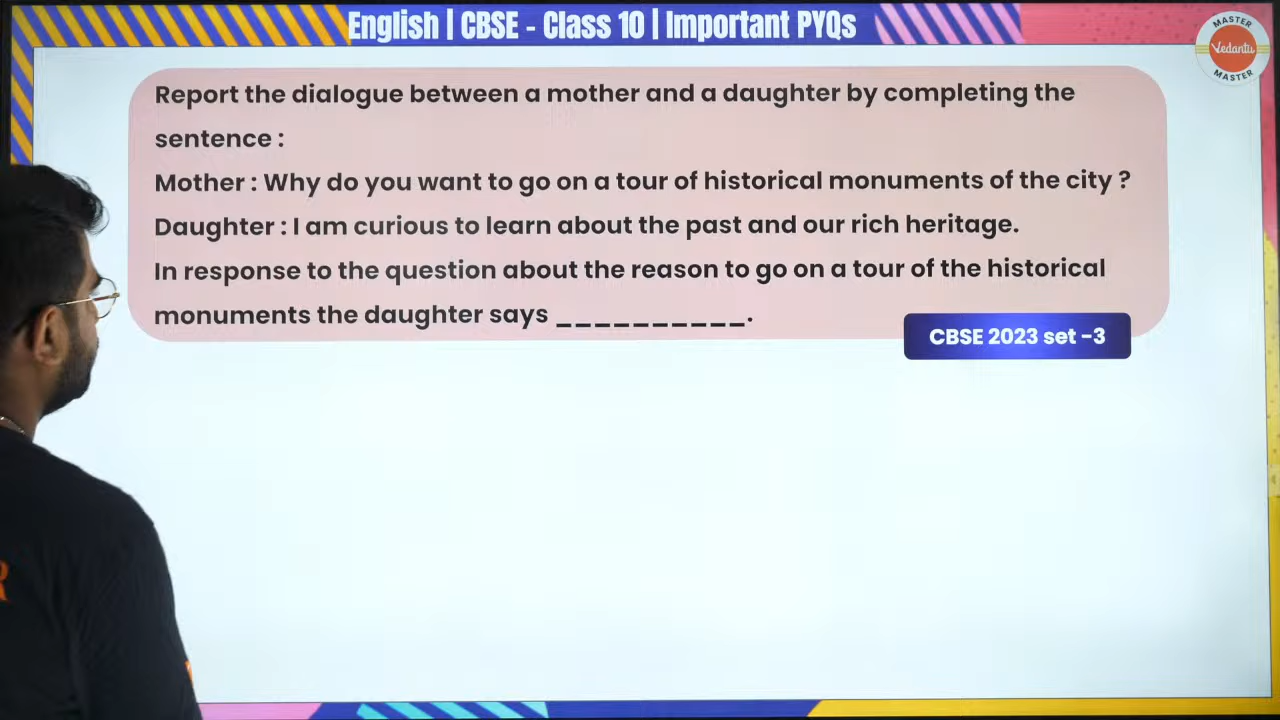 English | CBSE - Class 10 | Important PYQs
MASTER
Vedantu
MASTER
Report the dialogue between a mother and a daughter by completing the
sentence :
Mother : Why do you want to go on a tour of historical monuments of the city ?
Daughter : I am curious to learn about the past and our rich heritage.
In response to the question about the reason to go on a tour of the historical
monuments the daughter says __________.
CBSE 2023 set -3